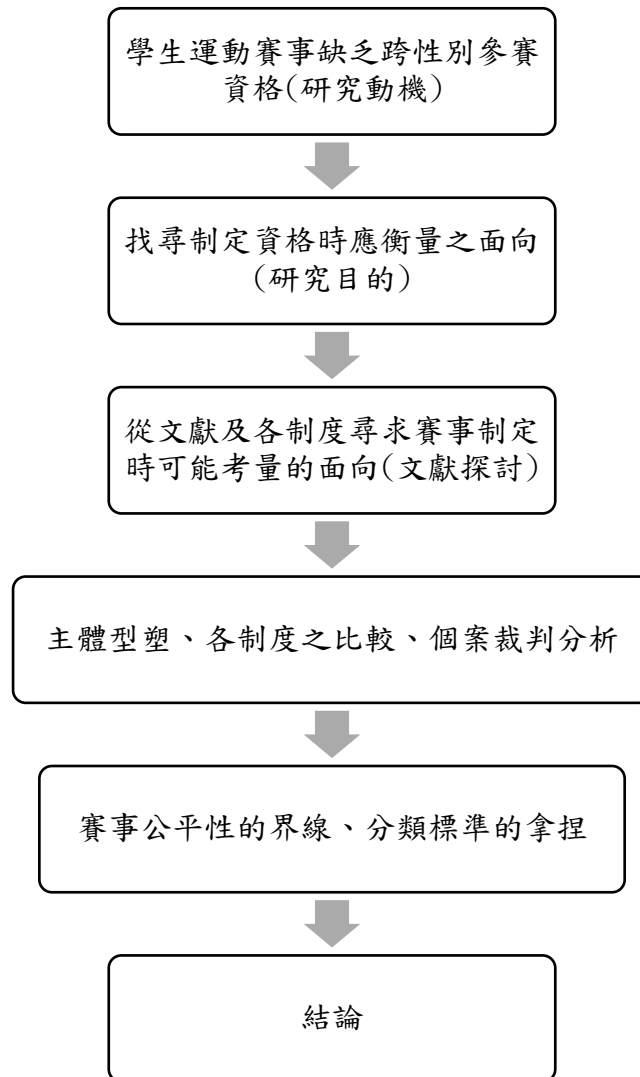 學生運動賽事缺乏跨性別參賽
資格(研究動機)
找尋制定資格時應衡量之面向
(研究目的)
從文獻及各制度尋求賽事制定
時可能考量的面向(文獻探討)
主體型塑、各制度之比較、個案裁判分析
賽事公平性的界線、分類標準的拿捏
結論